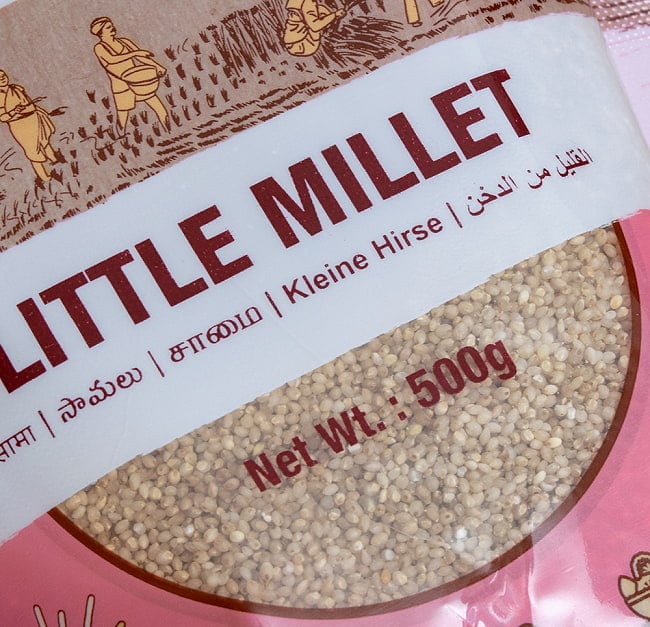 LITTLE MILLET
सामा | సామలు | சாமை | Kleine Hirse | القليل من الدخن
Net Wt. : 500g